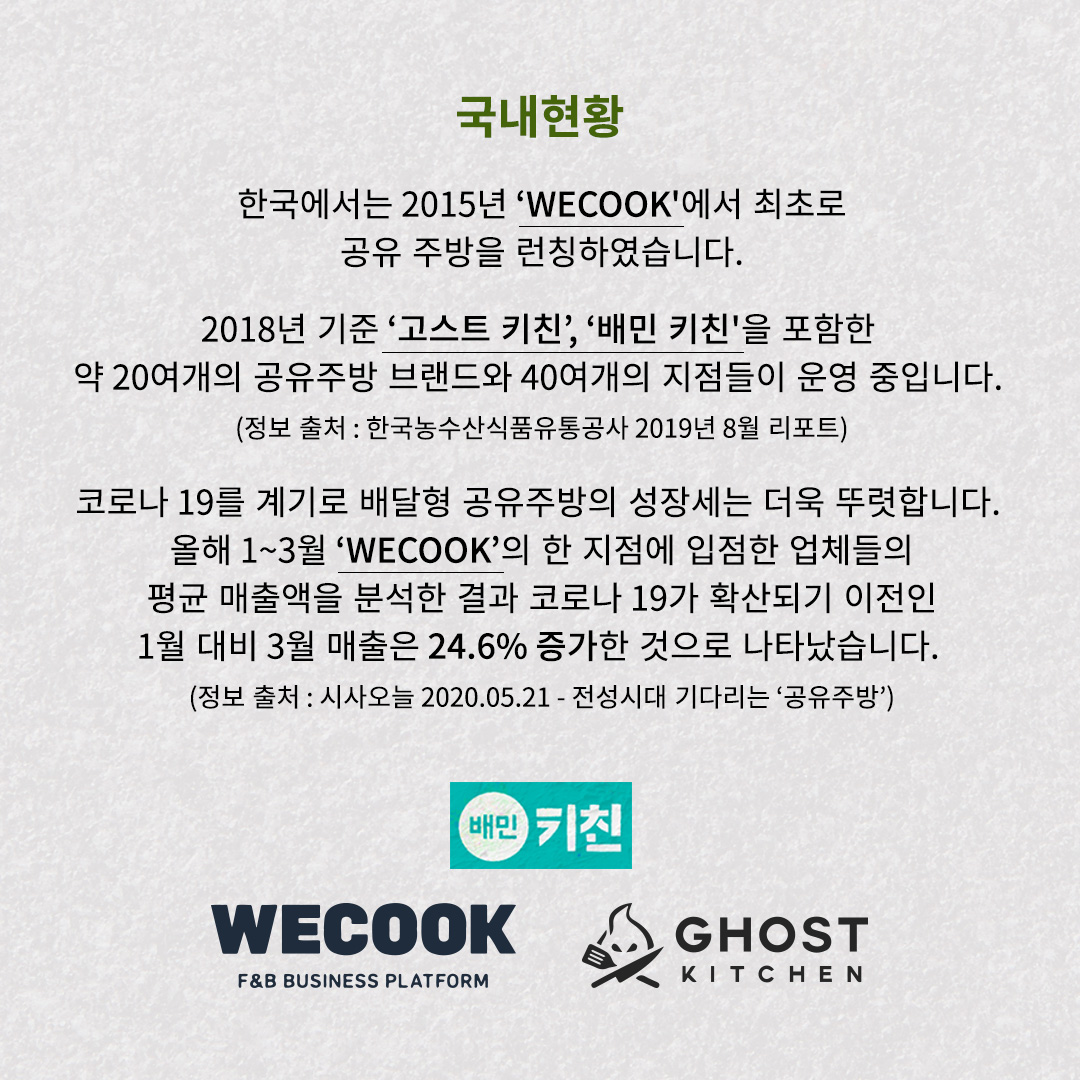 국내현황
한국에서는 2015년 ‘WECOOK'에서 최초로
공유 주방을 런칭하였습니다.
2018년 기준 ‘고스트 키친’, ‘배민 키친'을 포함한
약 20여개의 공유주방 브랜드와 40여개의 지점들이 운영 중입니다.
(정보 출처 : 한국농수산식품유통공사 2019년 8월 리포트)
코로나 19를 계기로 배달형 공유주방의 성장세는 더욱 뚜렷합니다.
올해 1~3월 ‘WECOOK’의 한 지점에 입점한 업체들의
평균 매출액을 분석한 결과 코로나 19가 확산되기 이전인
1월 대비 3월 매출은 24.6% 증가한 것으로 나타났습니다.
(정보 출처 : 시사오늘 2020.05.21 - 전성시대 기다리는 ‘공유주방’)
배민 키친
WECOOK
F&B BUSINESS PLATFORM
GHOST
KITCHEN